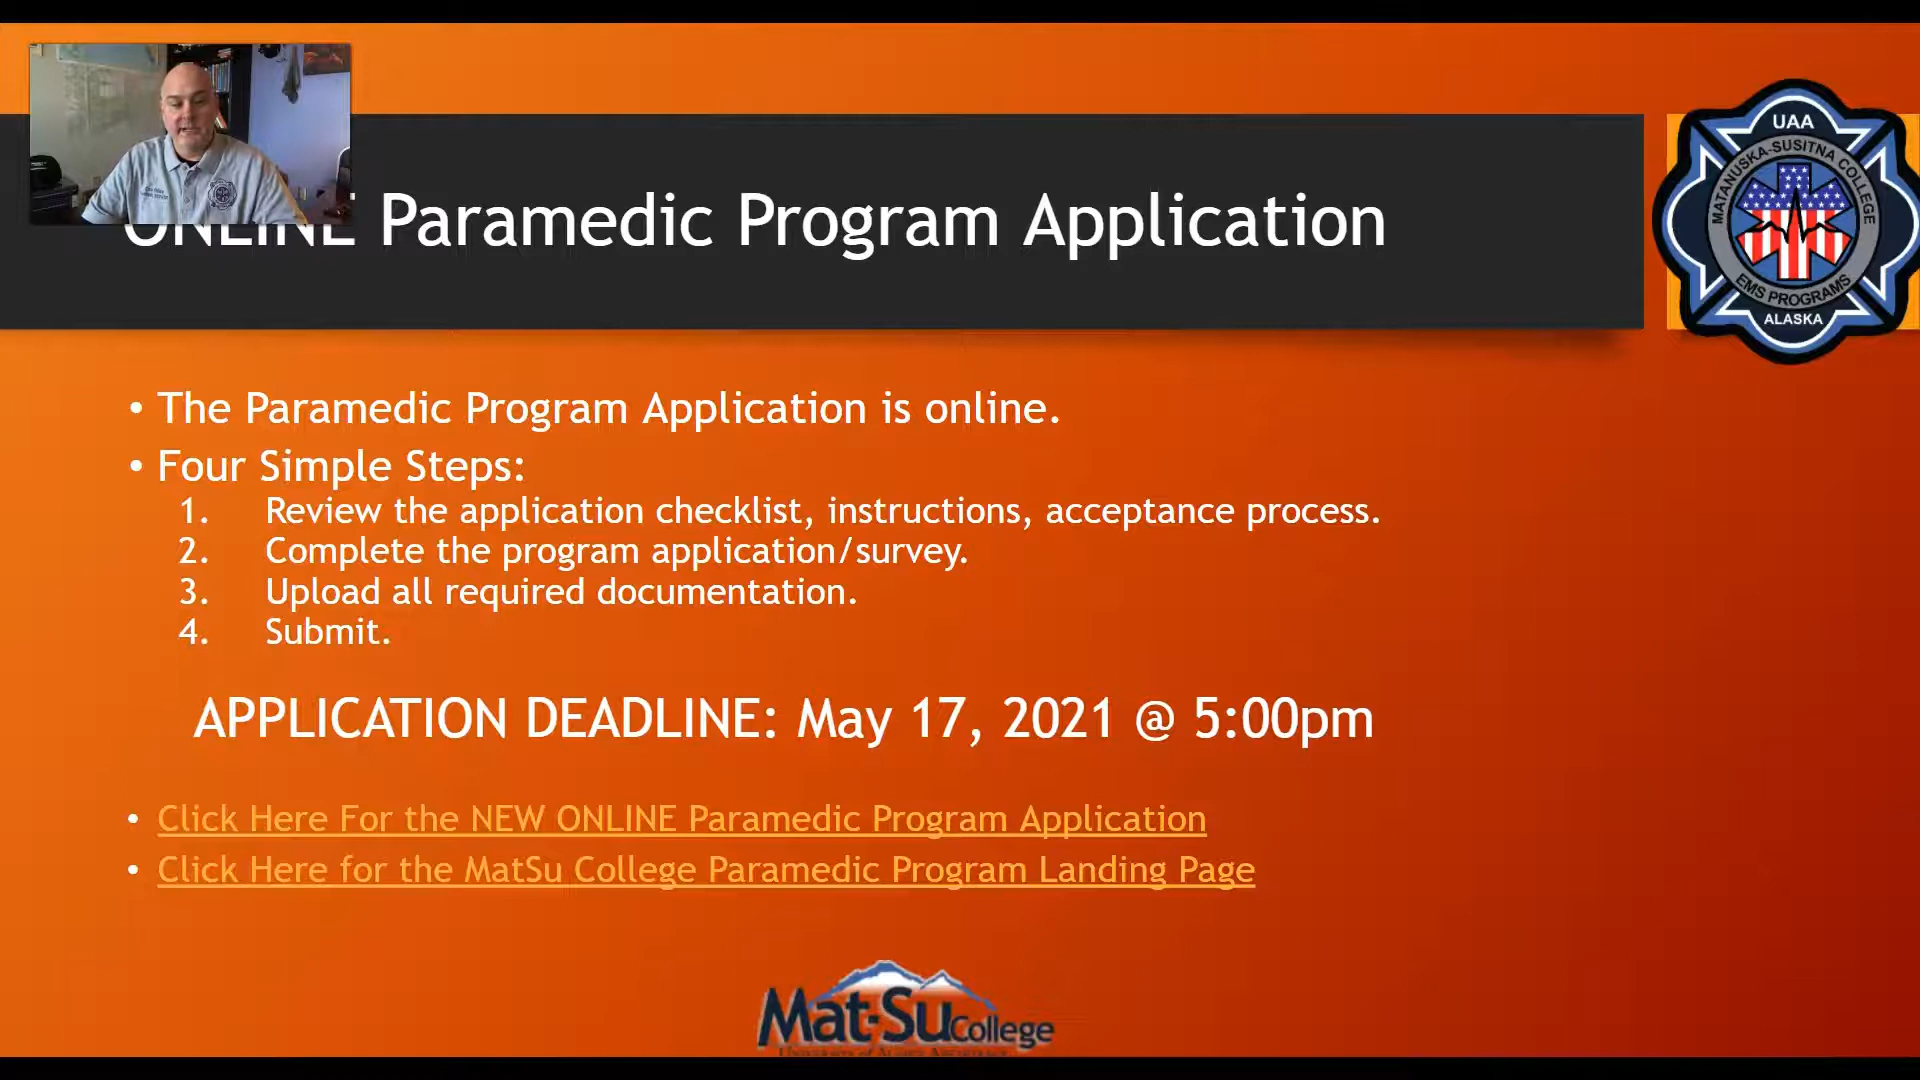 ONLINE Paramedic Program Application
UAA
MATANUSKA-SUSITNA COLLEGE
EMS PROGRAMS
ALASKA
• The Paramedic Program Application is online.
• Four Simple Steps:
1. Review the application checklist, instructions, acceptance process.
2. Complete the program application/survey.
3. Upload all required documentation.
4. Submit.
APPLICATION DEADLINE: May 17, 2021 @ 5:00pm
• Click Here For the NEW ONLINE Paramedic Program Application
• Click Here for the MatSu College Paramedic Program Landing Page
Mat-Su College